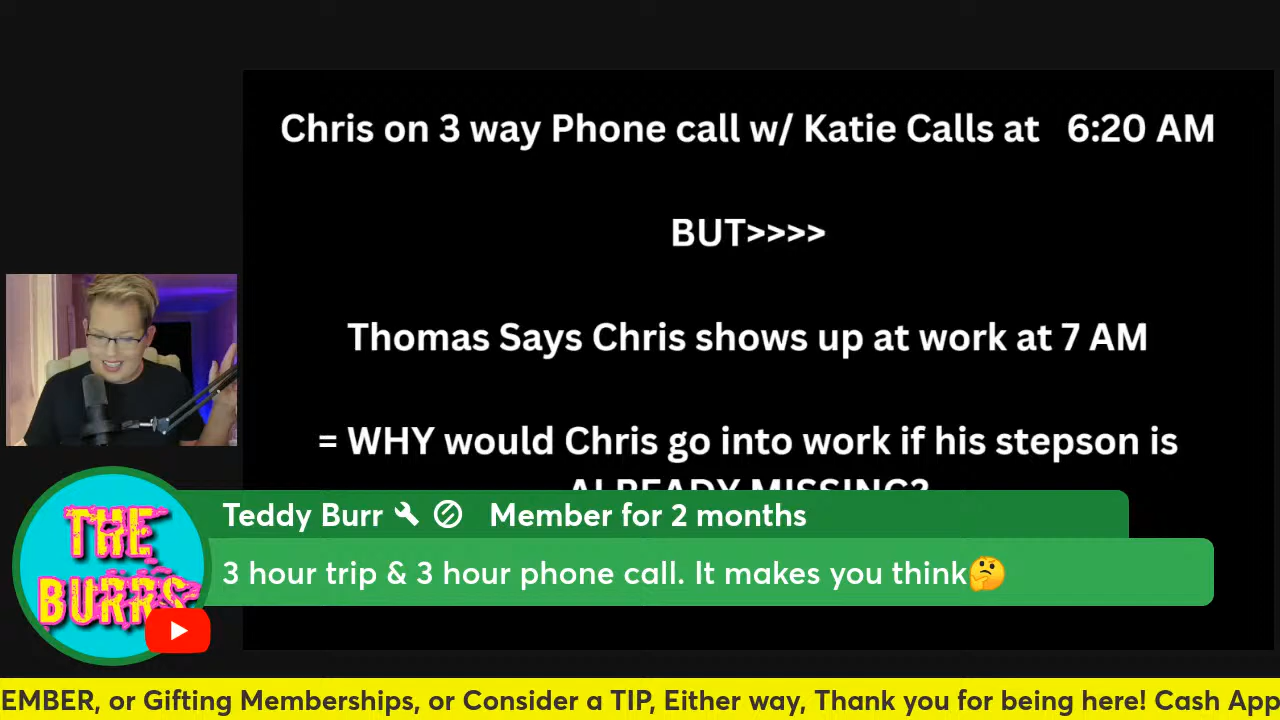 Chris on 3 way Phone call w/ Katie Calls at 6:20 AM
BUT>>>>
Thomas Says Chris shows up at work at 7 AM
= WHY would Chris go into work if his stepson is
ALREADY MISSING?
Teddy Burr Member for 2 months
3 hour trip & 3 hour phone call. It makes you think🤔
THE
BURRS
EMBER, or Gifting Memberships, or Consider a TIP, Either way, Thank you for being here! Cash App